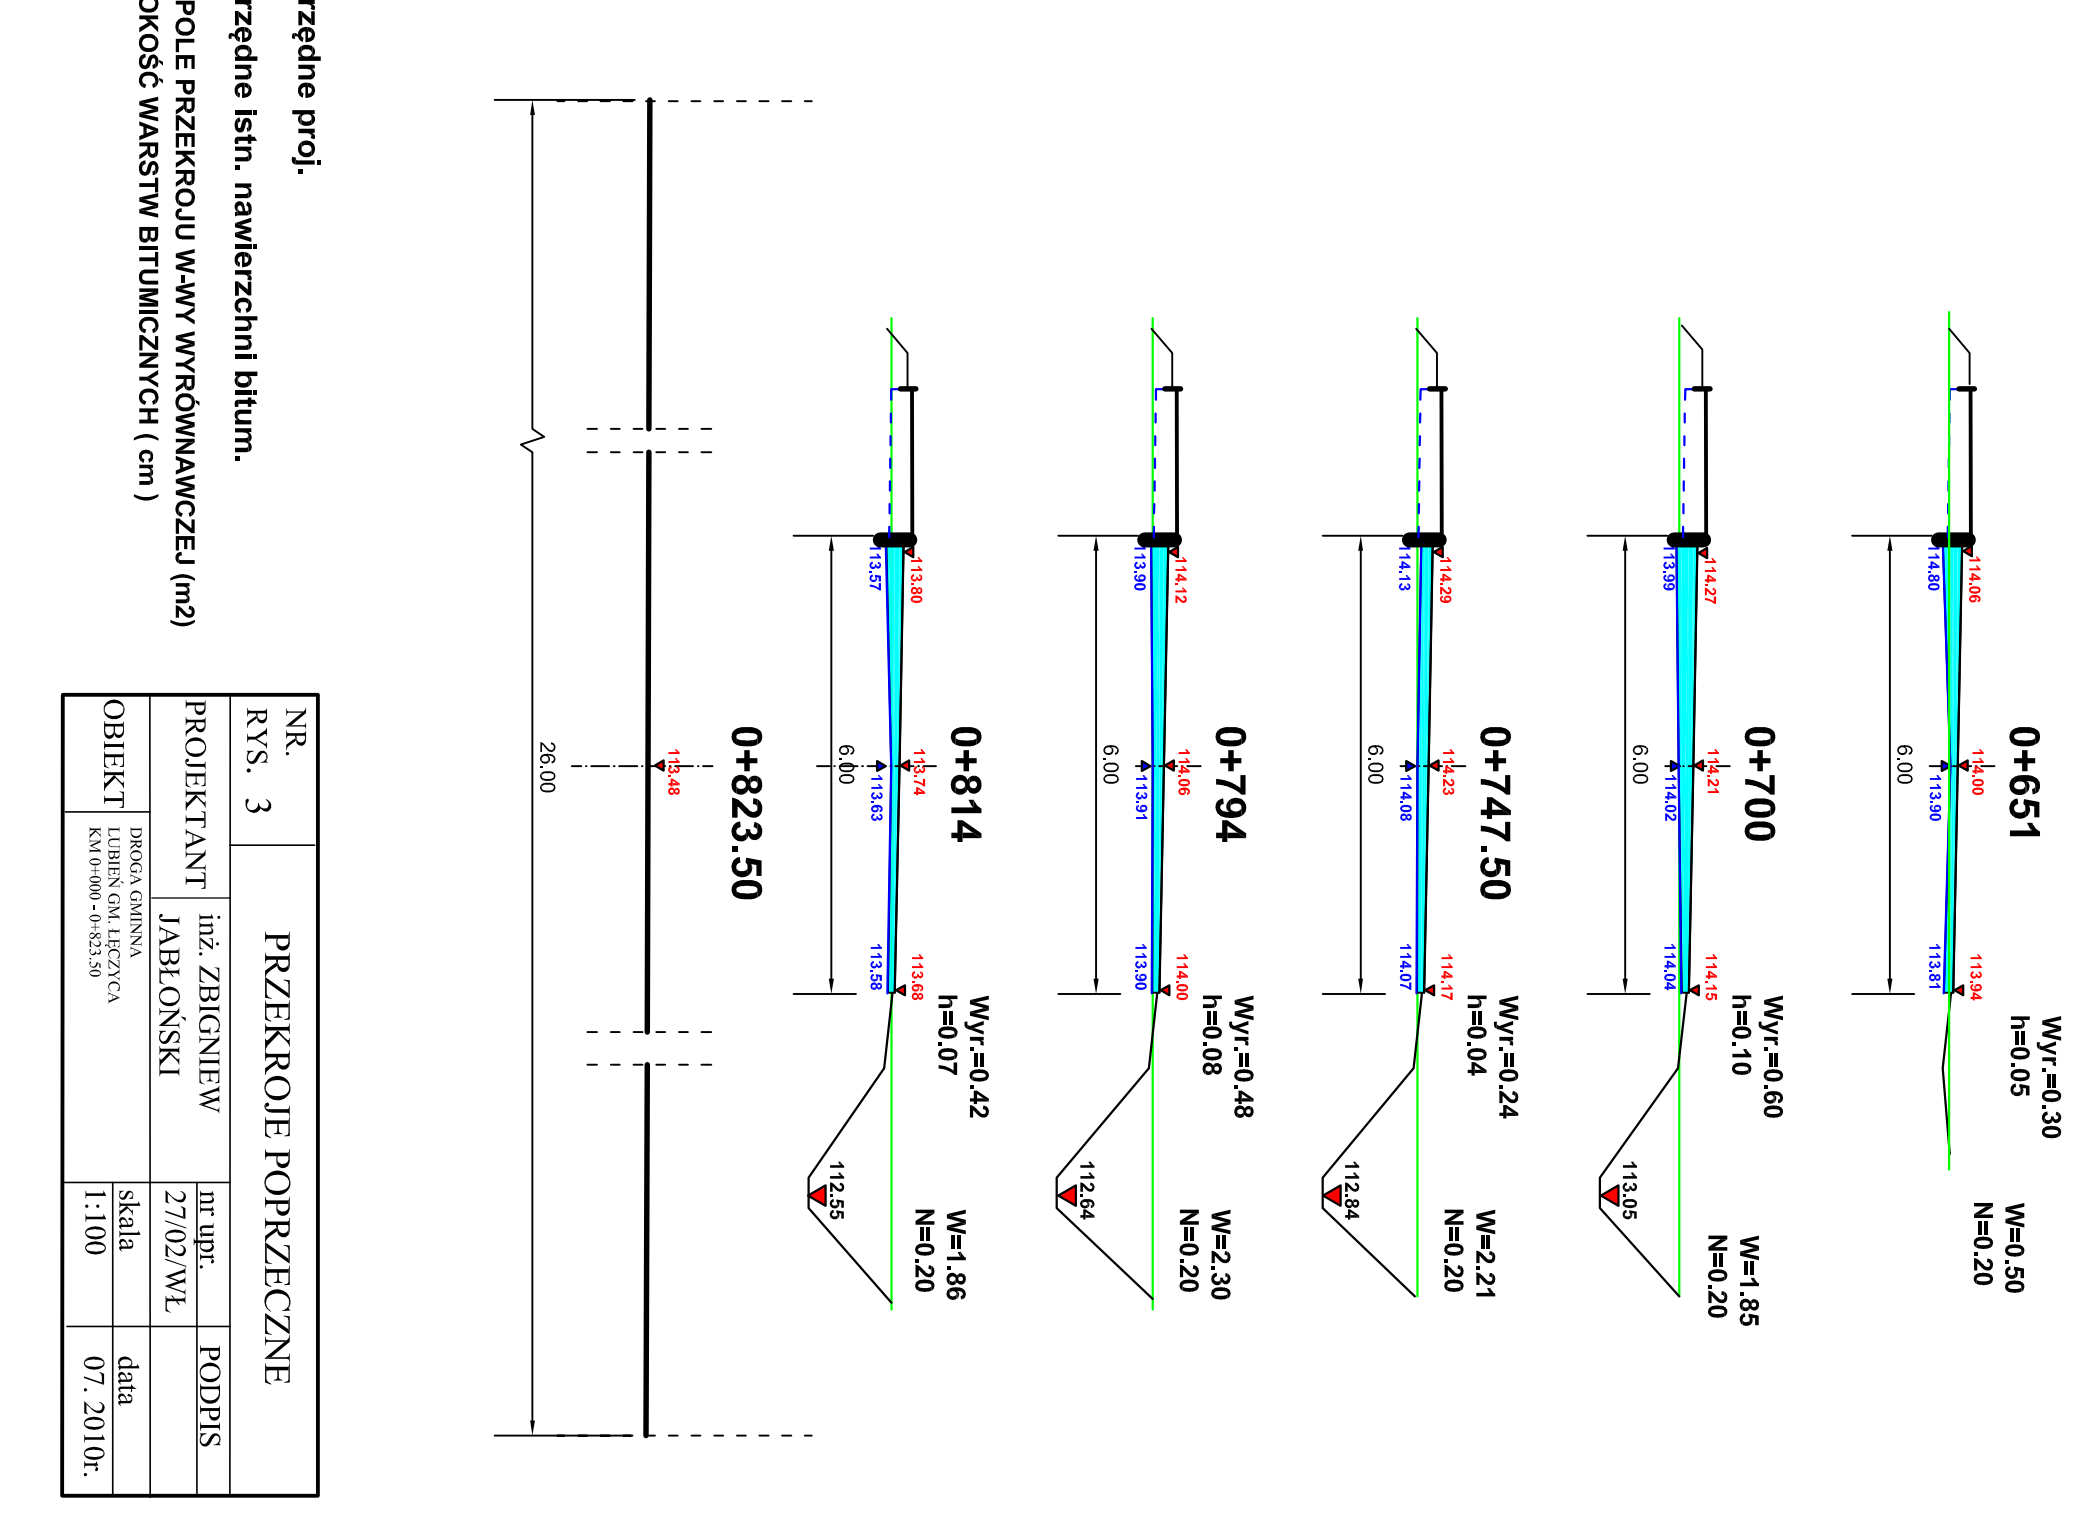 0+651
114.06
114.00
113.94
114.80
113.90
113.81
6.00
Wyr.=0.30
h=0.05
W=0.50
N=0.20
0+700
114.27
114.21
114.15
113.99
114.02
114.04
6.00
Wyr.=0.60
h=0.10
W=1.85
N=0.20
113.05
0+747.50
114.29
114.23
114.17
114.13
114.08
114.07
6.00
Wyr.=0.24
h=0.04
W=2.21
N=0.20
112.84
0+794
114.12
114.06
114.00
113.90
113.91
113.90
6.00
Wyr.=0.48
h=0.08
W=2.30
N=0.20
112.64
0+814
113.80
113.74
113.68
113.57
113.63
113.58
6.00
Wyr.=0.42
h=0.07
W=1.86
N=0.20
112.55
0+823.50
113.48
26.00
rzędne proj.
rzędne istn. nawierzchni bitum.
POLE PRZEKROJU W-WY WYRÓWNAWCZEJ (m2)
OKOŚĆ WARSTW BITUMICZNYCH ( cm )
NR.
RYS. 3
PRZEKROJE POPRZECZNE
PROJEKTANT
inż. ZBIGNIEW
JABŁOŃSKI
nr upr.
27/02/WŁ
PODPIS
OBIEKT
DROGA GMINNA
LUBIEŃ GM. ŁĘCZYCA
KM 0+000 - 0+823.50
skala
1:100
data
07. 2010r.